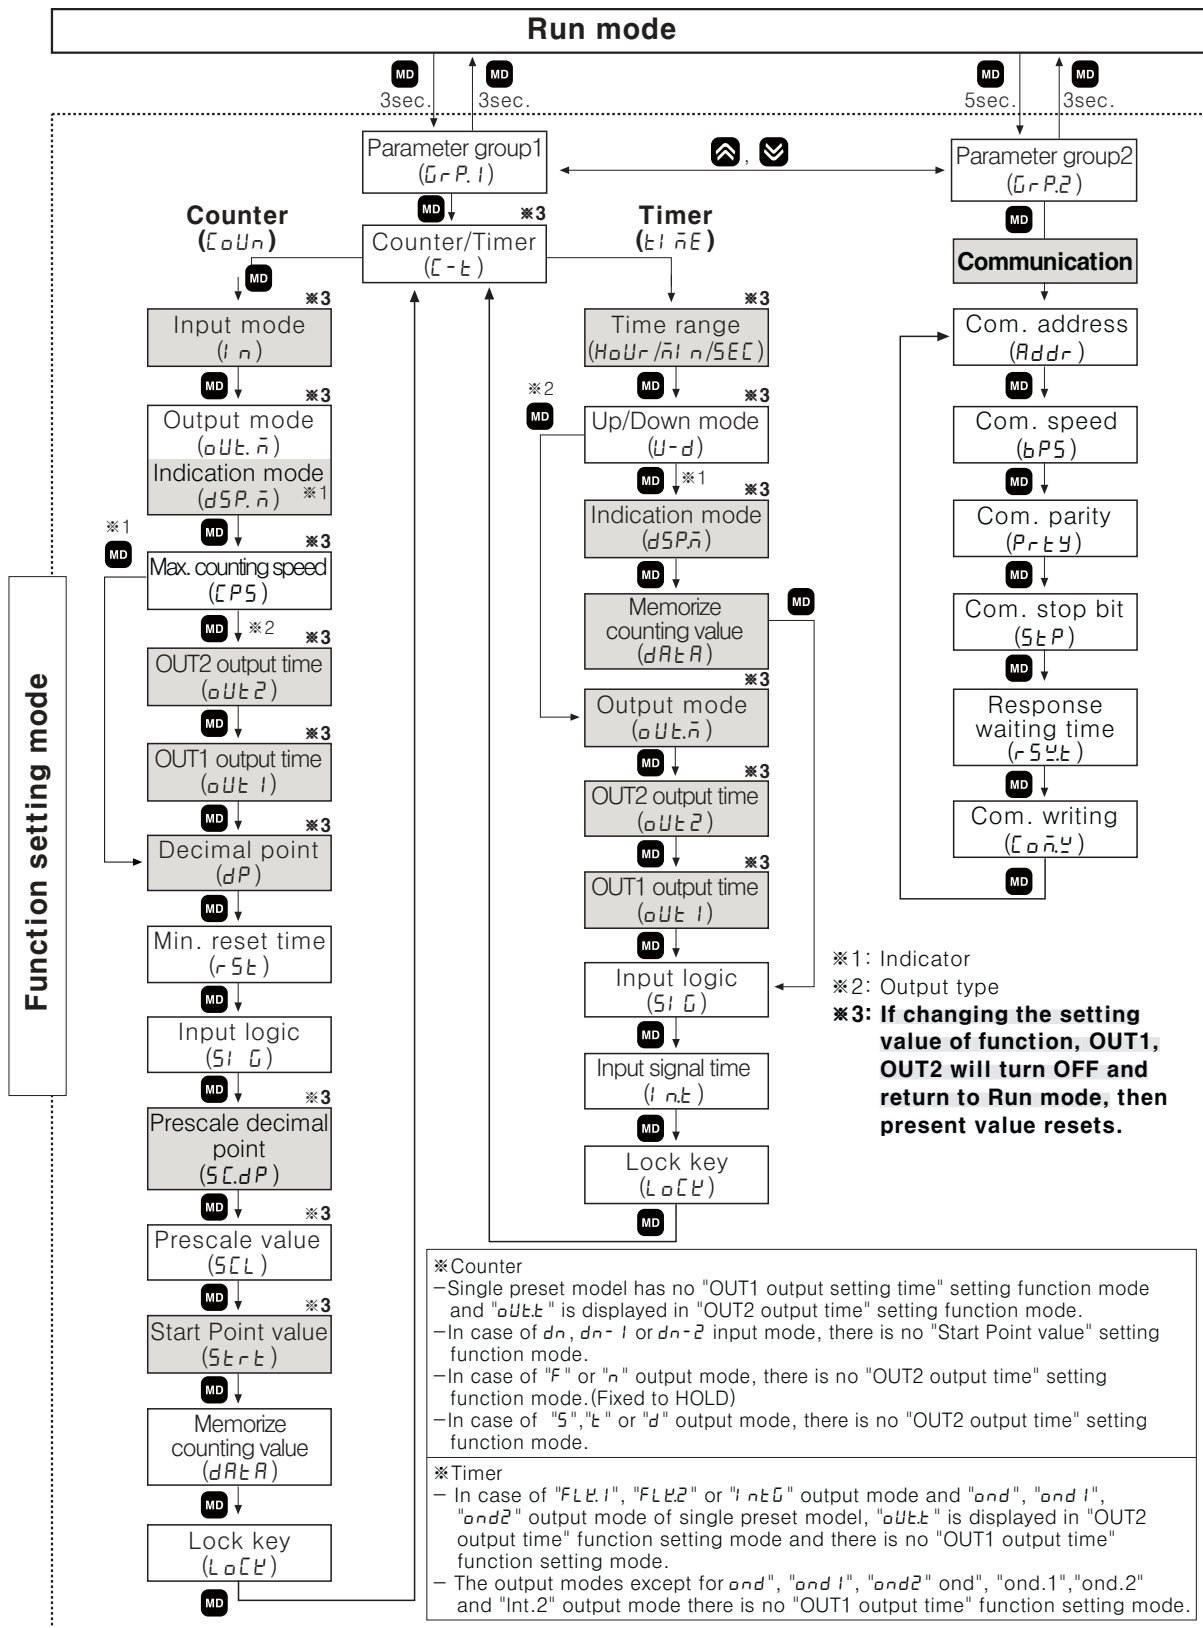 Run mode
MD MD MD MD
3sec. 3sec. 5sec. 3sec.
Parameter group1
(GrP.1)
,
Parameter group2
(GrP.2)
MD ※3
MD
Counter
(CoUn)
Counter/Timer
(C-t)
Timer
(tImE)
Communication
MD
※3
Input mode
(In)
MD
※3
Output mode
(oUt.m)
Indication mode
(dSP.m) ※1
MD
※3
※1
MD
Max. counting speed
(CPS)
MD ※2
※3
OUT2 output time
(oUt2)
MD
※3
OUT1 output time
(oUt1)
MD
※3
Decimal point
(dP)
MD
Min. reset time
(rSt)
MD
Input logic
(SIG)
MD
※3
Prescale decimal
point
(SC.dP)
MD
※3
Prescale value
(SCL)
MD
※3
Start Point value
(Strt)
MD
Memorize
counting value
(dAtA)
MD
Lock key
(LoCK)
MD
※3
Time range
(HoUr/mIn/SEC)
MD
※3
※2
MD
Up/Down mode
(U-d)
MD ※1
※3
Indication mode
(dSP.m)
MD
Memorize
counting value
(dAtA)
MD
※3
Output mode
(oUt.m)
MD
※3
OUT2 output time
(oUt2)
MD
※3
OUT1 output time
(oUt1)
MD
Input logic
(SIG)
MD
Input signal time
(In.t)
MD
Lock key
(LoCK)
MD
Com. address
(Addr)
MD
Com. speed
(bPS)
MD
Com. parity
(PrtY)
MD
Com. stop bit
(StP)
MD
Response
waiting time
(rSW.t)
MD
Com. writing
(Com.W)
MD
Function setting mode
※1: Indicator
※2: Output type
※3: If changing the setting
value of function, OUT1,
OUT2 will turn OFF and
return to Run mode, then
present value resets.
※Counter
−Single preset model has no "OUT1 output setting time" setting function mode
and "oUt.t" is displayed in "OUT2 output time" setting function mode.
−In case of dn, dn-1 or dn-2 input mode, there is no "Start Point value" setting
function mode.
−In case of "F" or "n" output mode, there is no "OUT2 output time" setting
function mode.(Fixed to HOLD)
−In case of "S","t" or "d" output mode, there is no "OUT2 output time" setting
function mode.
※Timer
− In case of "FLK.1", "FLK.2" or "IntG" output mode and "ond", "ond1",
"ond2" output mode of single preset model, "oUt.t" is displayed in "OUT2
output time" function setting mode and there is no "OUT1 output time"
function setting mode.
− The output modes except for ond", "ond1", "ond2" ond", "ond.1","ond.2"
and "Int.2" output mode there is no "OUT1 output time" function setting mode.